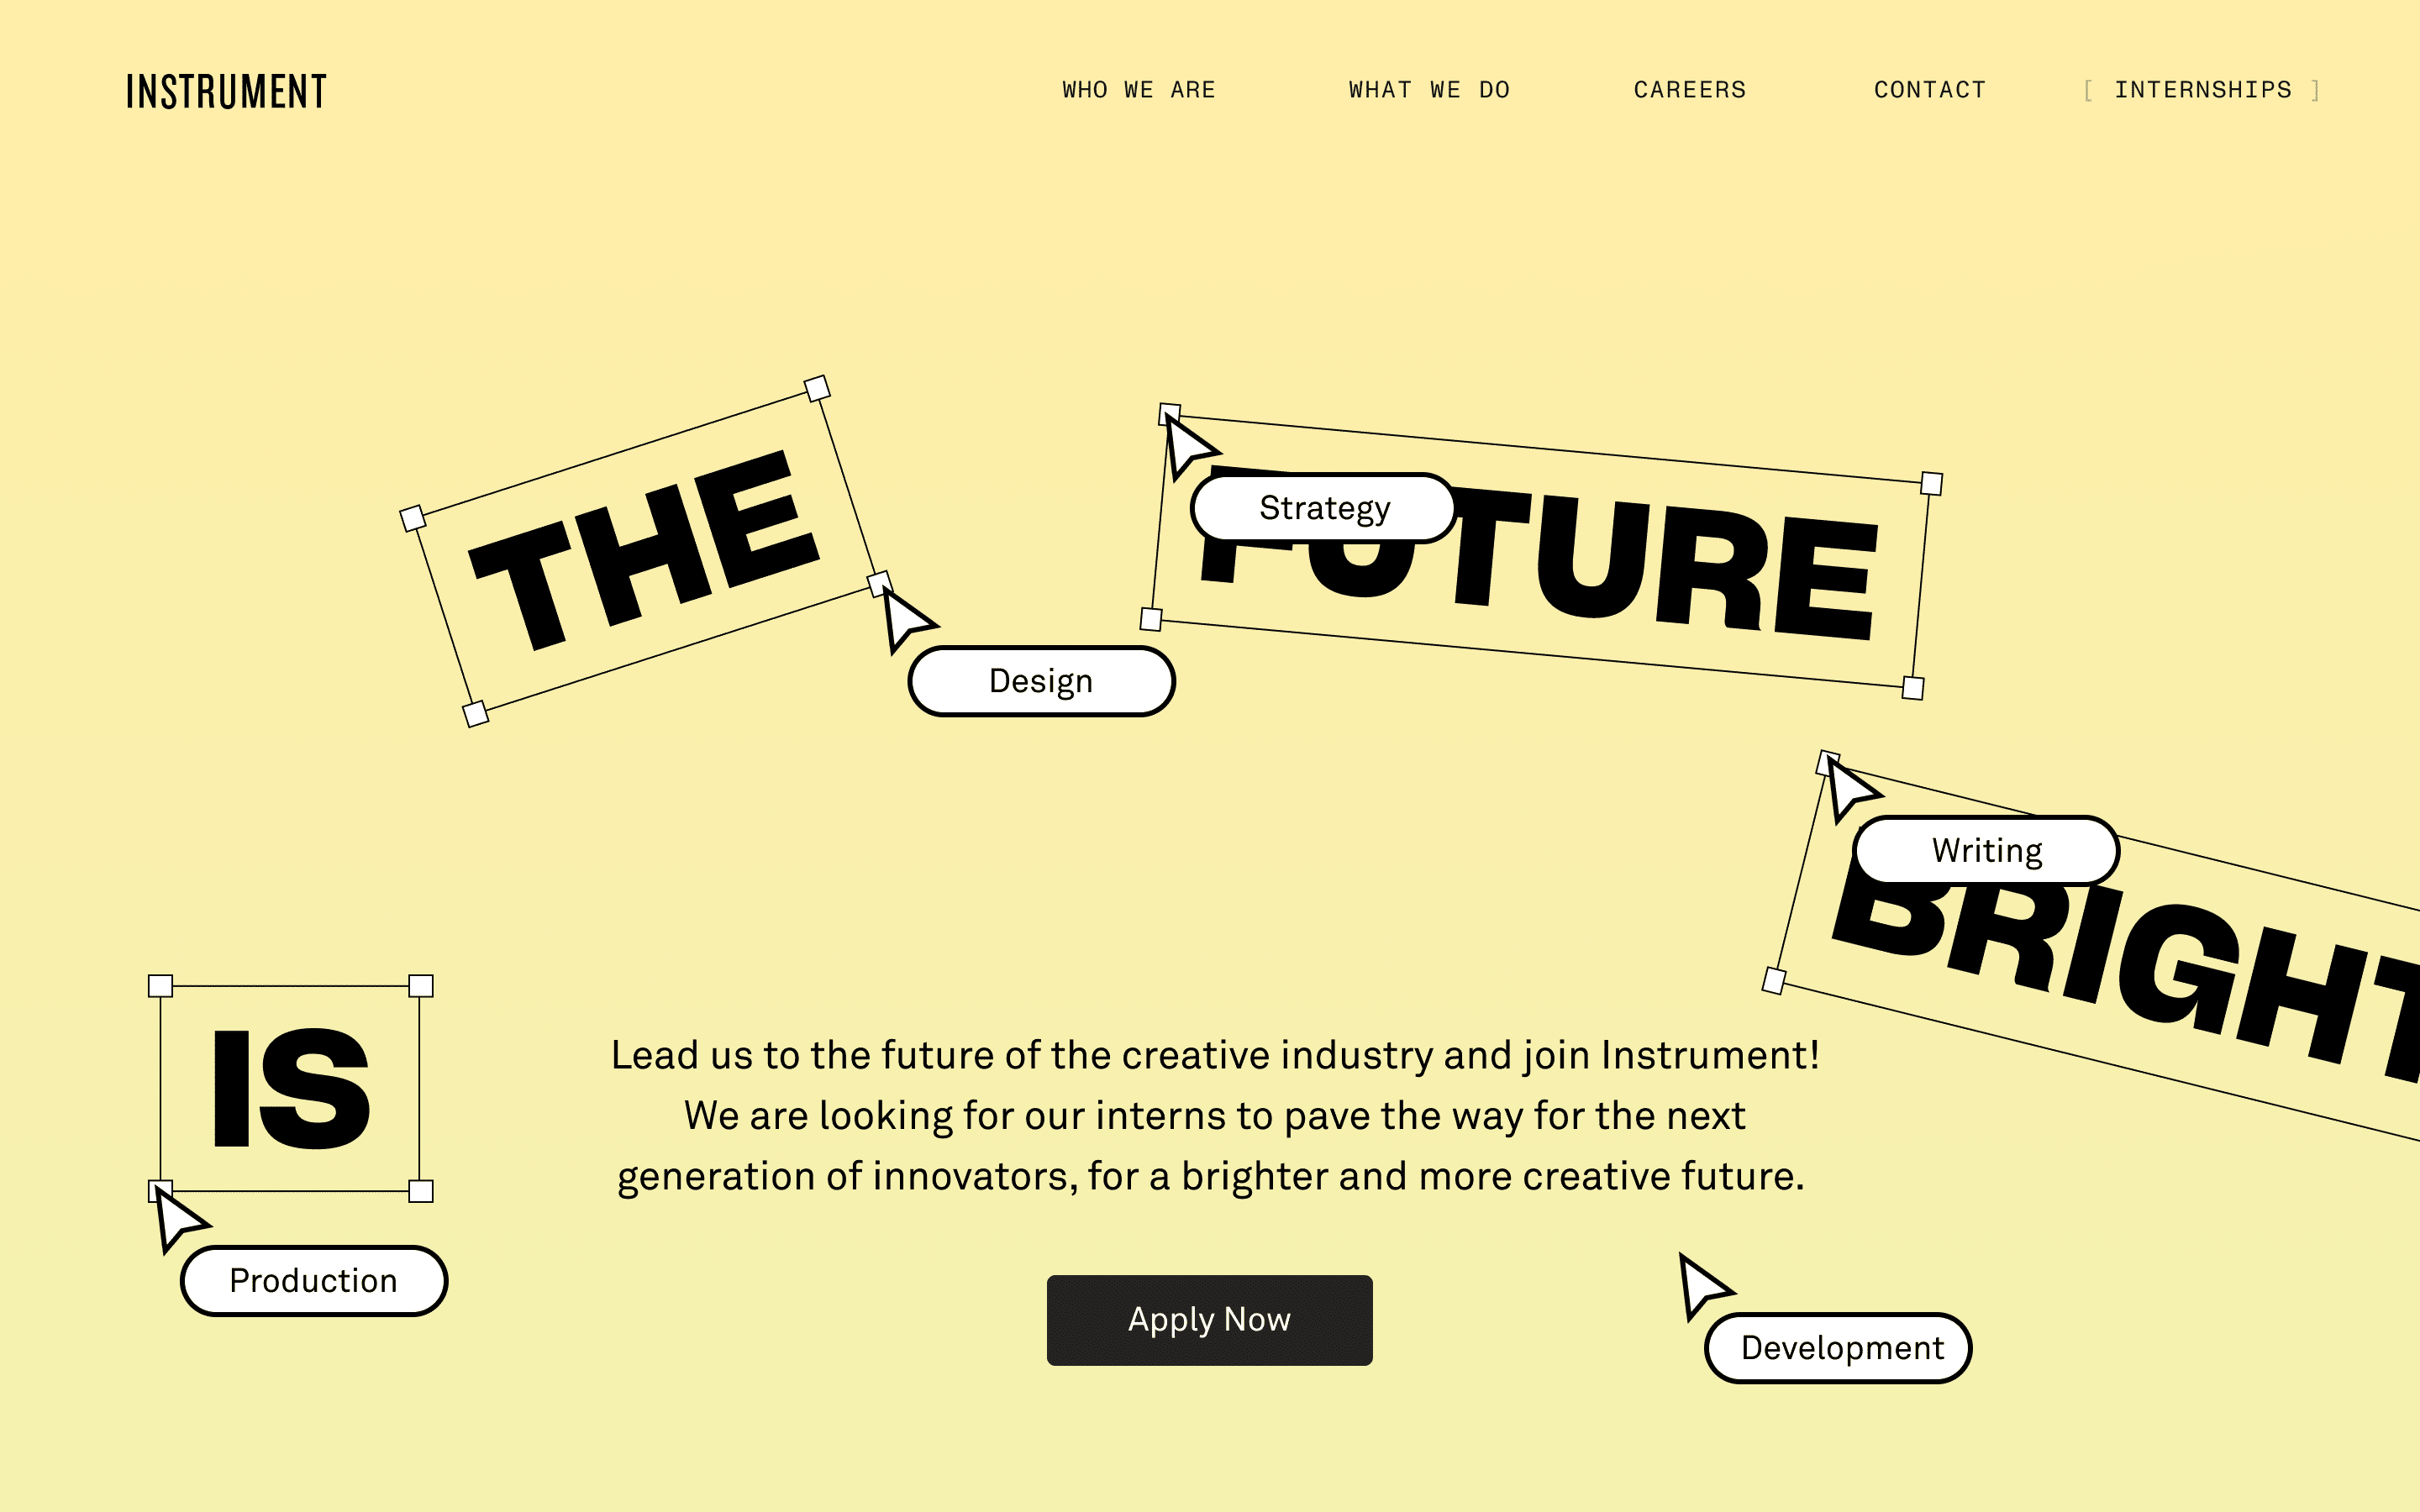 INSTRUMENT
WHO WE ARE
WHAT WE DO
CAREERS
CONTACT
[ INTERNSHIPS ]
THE
Design
FUTURE
Strategy
IS
Production
BRIGHT
Writing
Lead us to the future of the creative industry and join Instrument!
We are looking for our interns to pave the way for the next
generation of innovators, for a brighter and more creative future.
Apply Now
Development